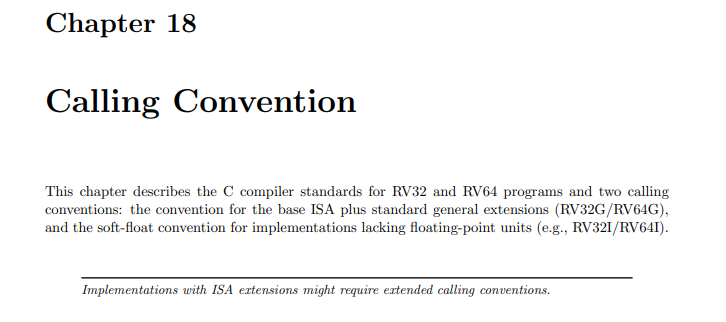 Chapter 18
Calling Convention
This chapter describes the C compiler standards for RV32 and RV64 programs and two calling
conventions: the convention for the base ISA plus standard general extensions (RV32G/RV64G),
and the soft-float convention for implementations lacking floating-point units (e.g., RV32I/RV64I).
Implementations with ISA extensions might require extended calling conventions.